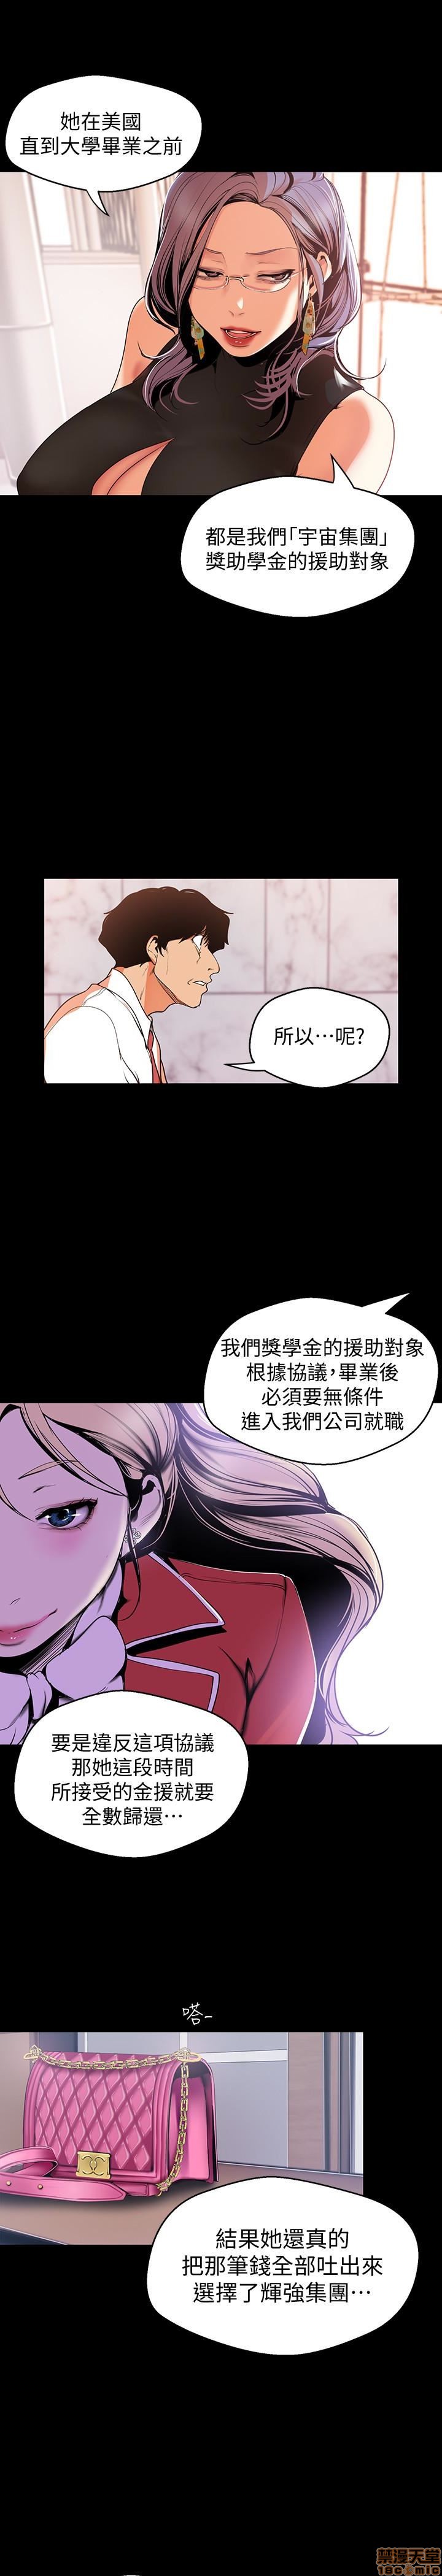 她在美國
直到大學畢業之前
都是我們「宇宙集團」
獎助學金的援助對象
所以…呢?
我們獎學金的援助對象
根據協議,畢業後
必須要無條件
進入我們公司就職
要是違反這項協議
那她這段時間
所接受的金援就要
全數歸還…
嗒-
結果她還真的
把那筆錢全部吐出來
選擇了輝強集團…
禁漫天堂